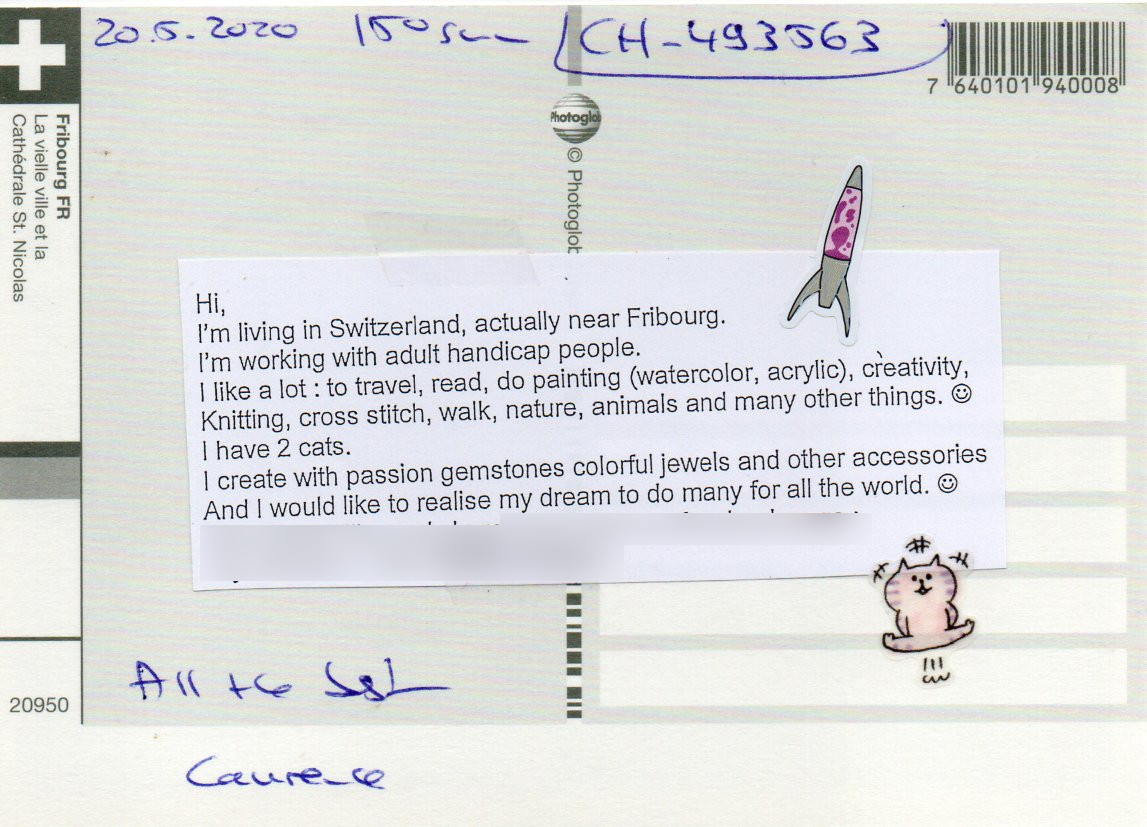 20.5.2020
CH-493563
7 640101 940008
Fribourg FR
La vielle ville et la
Cathédrale St. Nicolas
Photoglob
© Photoglob
Hi,
I'm living in Switzerland, actually near Fribourg.
I'm working with adult handicap people.
I like a lot : to travel, read, do painting (watercolor, acrylic), creativity,
Knitting, cross stitch, walk, nature, animals and many other things. ☺
I have 2 cats.
I create with passion gemstones colorful jewels and other accessories
And I would like to realise my dream to do many for all the world. ☺
All the best
Laurence
20950